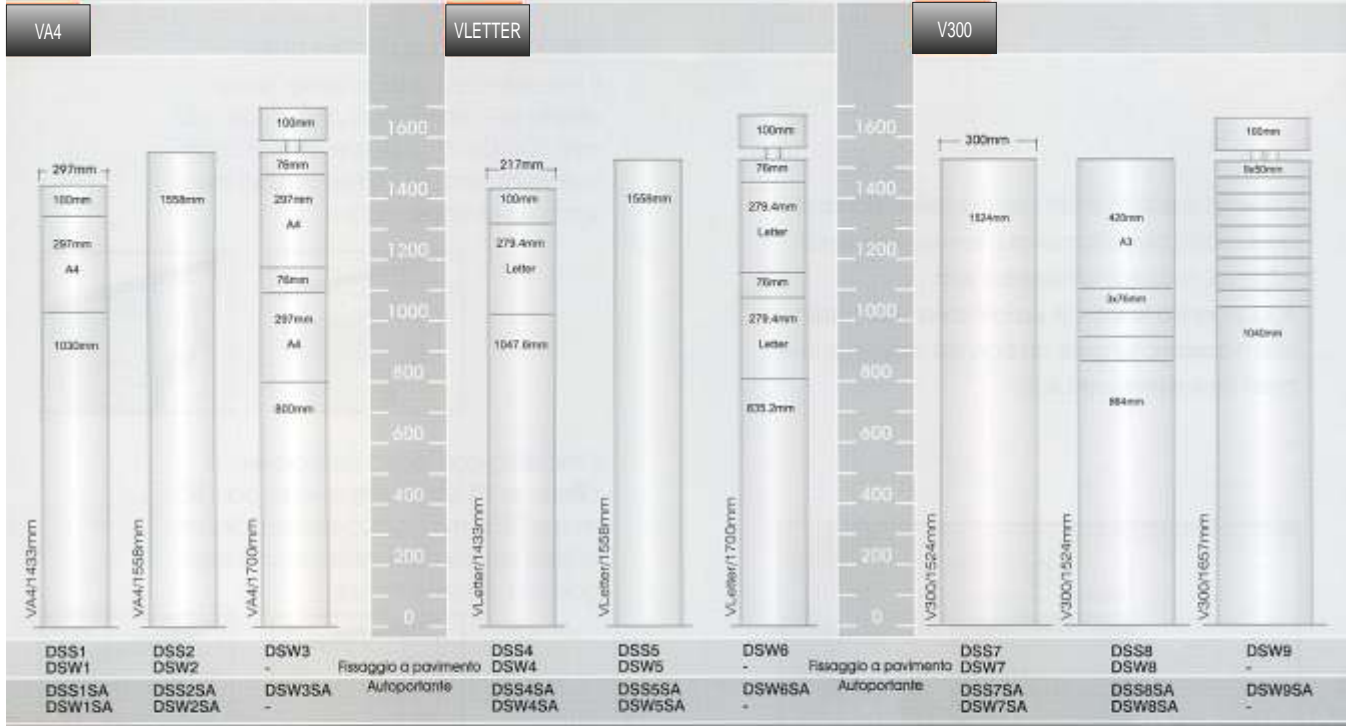 VA4
VLETTER
V300
297mm
100mm
297mm
A4
1030mm
VA4/1433mm
1558mm
VA4/1558mm
100mm
76mm
297mm
A4
76mm
297mm
A4
800mm
VA4/1700mm
1600
1400
1200
1000
800
600
400
200
0
217mm
100mm
279.4mm
Letter
1047.6mm
VLetter/1433mm
1558mm
VLetter/1558mm
100mm
76mm
279.4mm
Letter
76mm
279.4mm
Letter
835.2mm
VLetter/1700mm
1600
1400
1200
1000
800
600
400
200
0
300mm
1524mm
V300/1524mm
420mm
A3
3x76mm
884mm
V300/1524mm
100mm
1040mm
V300/1657mm
DSS1 DSS2 DSW3 DSS4 DSS5 DSW6 DSS7 DSS8 DSW9
DSW1 DSW2 - Fissaggio a pavimento DSW4 DSW5 - Fissaggio a pavimento DSW7 DSW8 -
DSS1SA DSS2SA DSW3SA Autoportante DSS4SA DSS5SA DSW6SA Autoportante DSS7SA DSS8SA DSW9SA
DSW1SA DSW2SA - DSW4SA DSW5SA - DSW7SA DSW8SA -